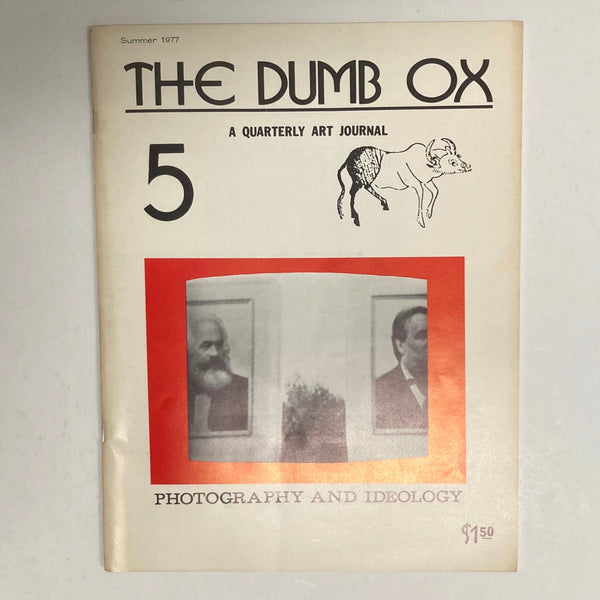 Summer 1977
THE DUMB OX
A QUARTERLY ART JOURNAL
5
PHOTOGRAPHY AND IDEOLOGY
$1.50